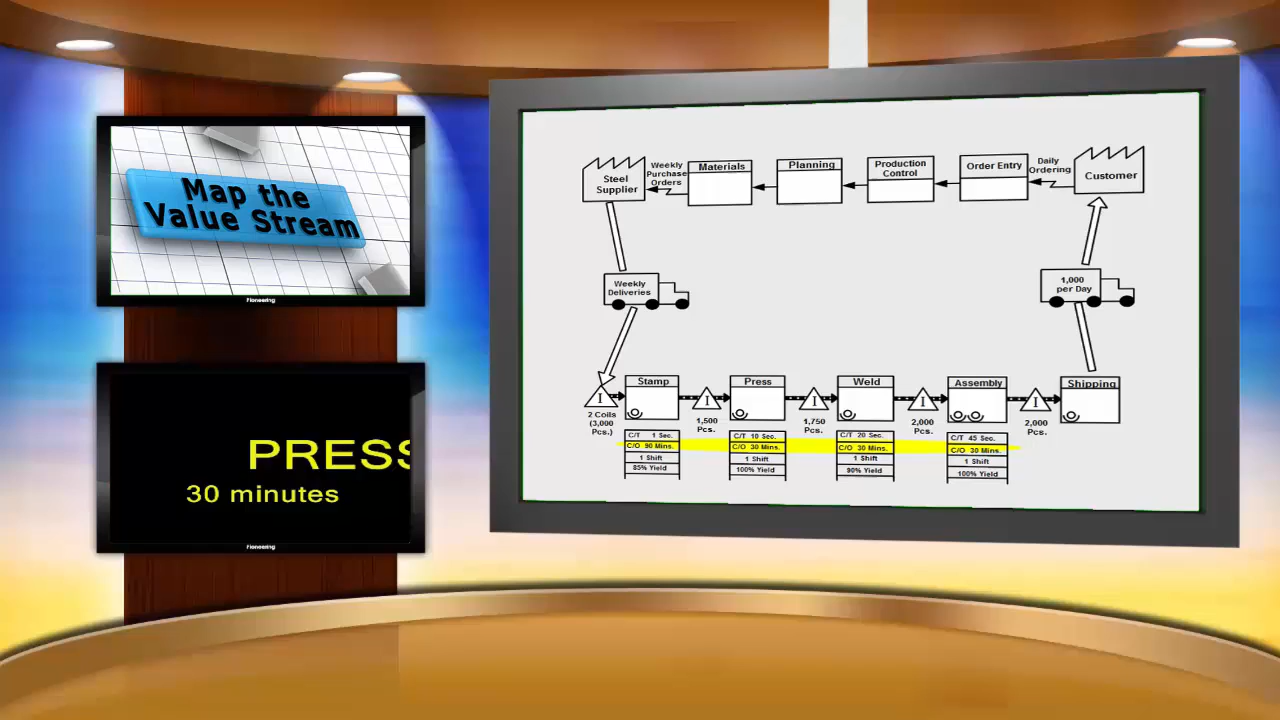 Map the
Value Stream
Pioneering
PRESS
30 minutes
Pioneering
Steel
Supplier
Weekly
Purchase
Orders
Materials
Planning
Production
Control
Order Entry
Daily
Ordering
Customer
Weekly
Deliveries
1,000
per Day
I
2 Coils
(3,000
Pcs.)
Stamp
C/T 1 Sec.
C/O 90 Mins.
1 Shift
85% Yield
I
1,500
Pcs.
Press
C/T 10 Sec.
C/O 30 Mins.
1 Shift
100% Yield
I
1,750
Pcs.
Weld
C/T 20 Sec.
C/O 30 Mins.
1 Shift
90% Yield
I
2,000
Pcs.
Assembly
C/T 45 Sec.
C/O 30 Mins.
1 Shift
100% Yield
I
2,000
Pcs.
Shipping